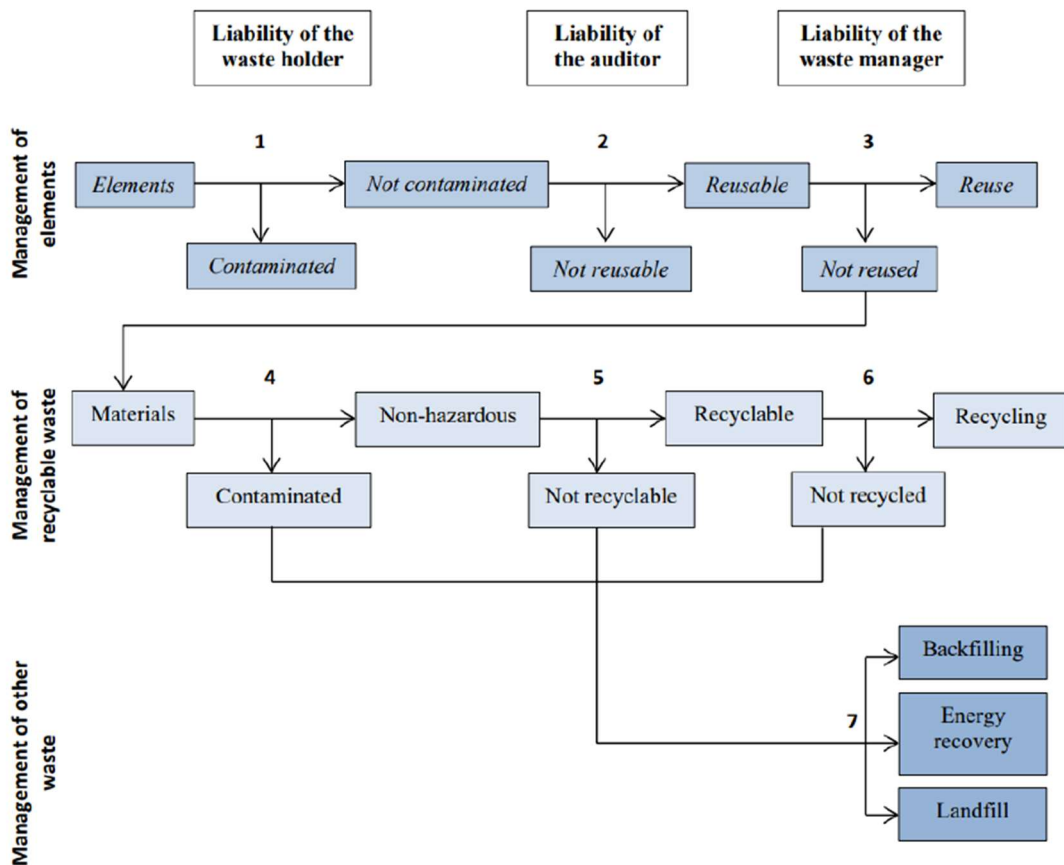 Liability of the
waste holder
Liability of
the auditor
Liability of the
waste manager
Management of
elements
1
2
3
Elements
Not contaminated
Reusable
Reuse
Contaminated
Not reusable
Not reused
Management of
recyclable waste
4
5
6
Materials
Non-hazardous
Recyclable
Recycling
Contaminated
Not recyclable
Not recycled
Management of other
waste
Backfilling
7
Energy
recovery
Landfill